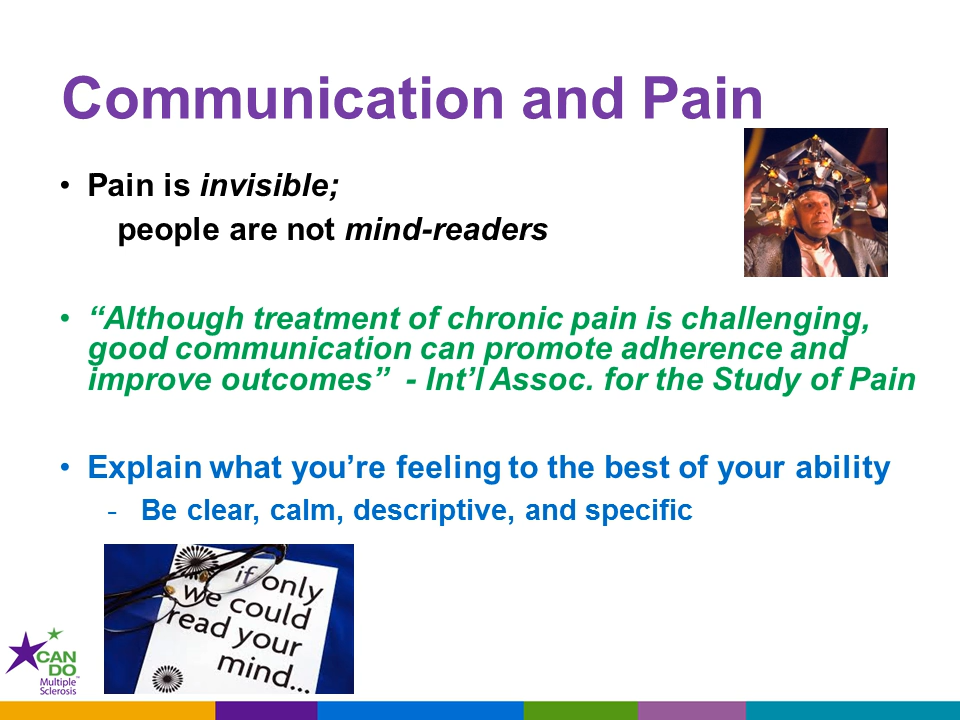 Communication and Pain
• Pain is invisible;
people are not mind-readers
• “Although treatment of chronic pain is challenging,
good communication can promote adherence and
improve outcomes”  - Int’l Assoc. for the Study of Pain
• Explain what you’re feeling to the best of your ability
- Be clear, calm, descriptive, and specific
if only
we could
read your
mind...
CAN
DO™
Multiple
Sclerosis